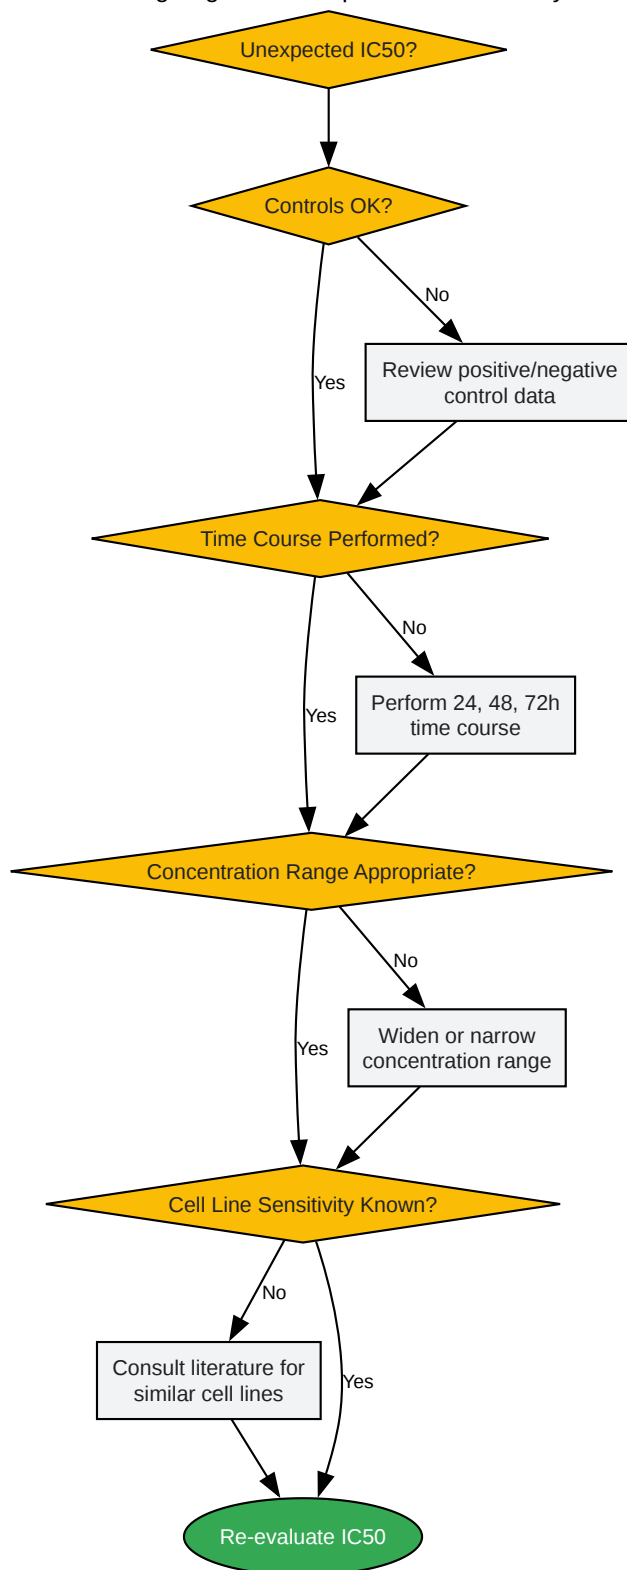 Unexpected IC50?
Controls OK?
No
Review positive/negative
control data
Yes
Time Course Performed?
No
Perform 24, 48, 72h
time course
Yes
Concentration Range Appropriate?
No
Widen or narrow
concentration range
Yes
Cell Line Sensitivity Known?
No
Consult literature for
similar cell lines
Yes
Re-evaluate IC50